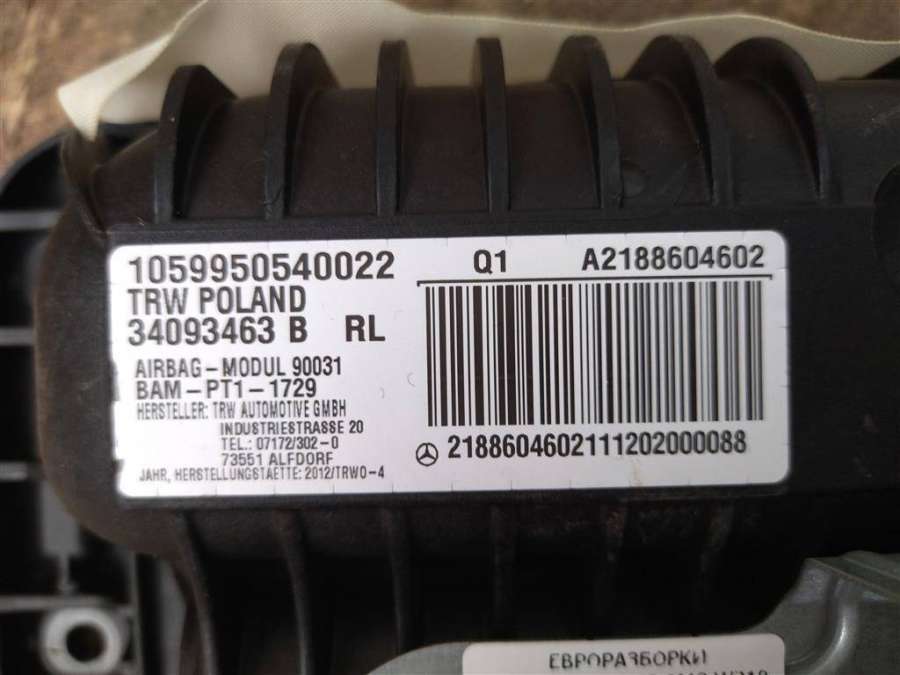 1059950540022
TRW POLAND
34093463 B RL
AIRBAG-MODUL 90031
BAM-PT1-1729
HERSTELLER: TRW AUTOMOTIVE GMBH
INDUSTRIESTRASSE 20
TEL.: 07172/302-0
73551 ALFDORF
JAHR, HERSTELLUNGSTAETTE: 2012/TRWO-4
Q1 A2188604602
2188604602111202000088
ЕВРОРАЗБОРКИ